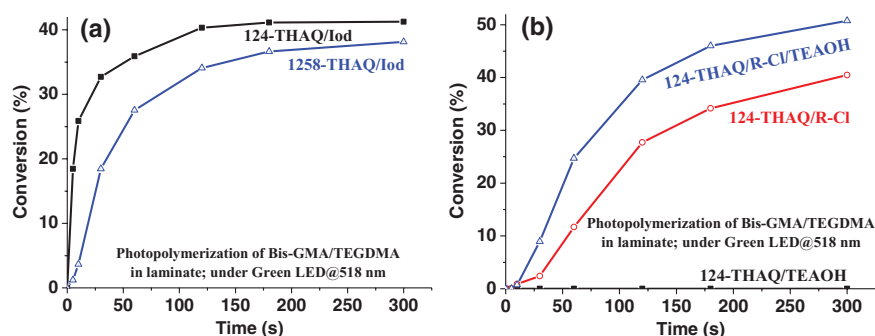 (a)
124-THAQ/Iod
1258-THAQ/Iod
Photopolymerization of Bis-GMA/TEGDMA
in laminate; under Green LED@518 nm
Conversion (%)
40
30
20
10
0
0 50 100 150 200 250 300
Time (s)
(b)
124-THAQ/R-Cl/TEAOH
124-THAQ/R-Cl
Photopolymerization of Bis-GMA/TEGDMA
in laminate; under Green LED@518 nm
124-THAQ/TEAOH
Conversion (%)
50
40
30
20
10
0
0 50 100 150 200 250 300
Time (s)